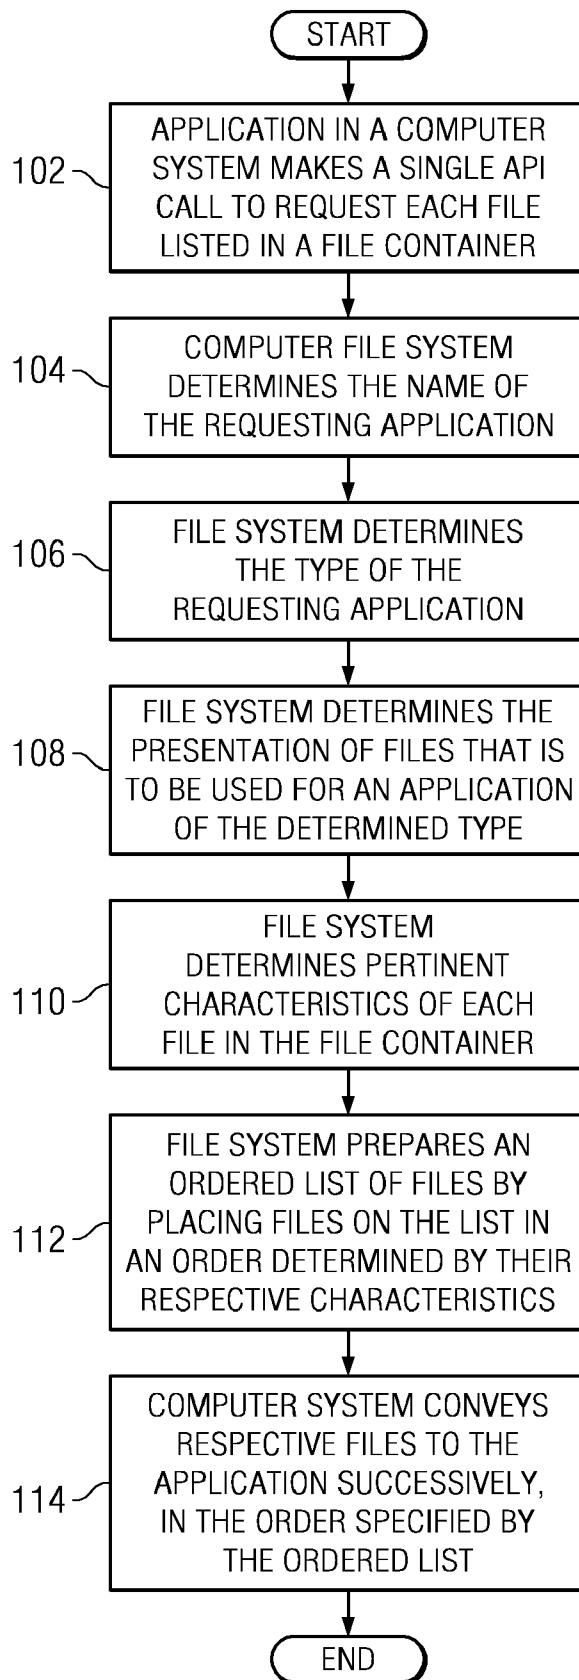 START
102
APPLICATION IN A COMPUTER
SYSTEM MAKES A SINGLE API
CALL TO REQUEST EACH FILE
LISTED IN A FILE CONTAINER
104
COMPUTER FILE SYSTEM
DETERMINES THE NAME OF
THE REQUESTING APPLICATION
106
FILE SYSTEM DETERMINES
THE TYPE OF THE
REQUESTING APPLICATION
108
FILE SYSTEM DETERMINES THE
PRESENTATION OF FILES THAT IS
TO BE USED FOR AN APPLICATION
OF THE DETERMINED TYPE
110
FILE SYSTEM
DETERMINES PERTINENT
CHARACTERISTICS OF EACH
FILE IN THE FILE CONTAINER
112
FILE SYSTEM PREPARES AN
ORDERED LIST OF FILES BY
PLACING FILES ON THE LIST IN
AN ORDER DETERMINED BY THEIR
RESPECTIVE CHARACTERISTICS
114
COMPUTER SYSTEM CONVEYS
RESPECTIVE FILES TO THE
APPLICATION SUCCESSIVELY,
IN THE ORDER SPECIFIED BY
THE ORDERED LIST
END